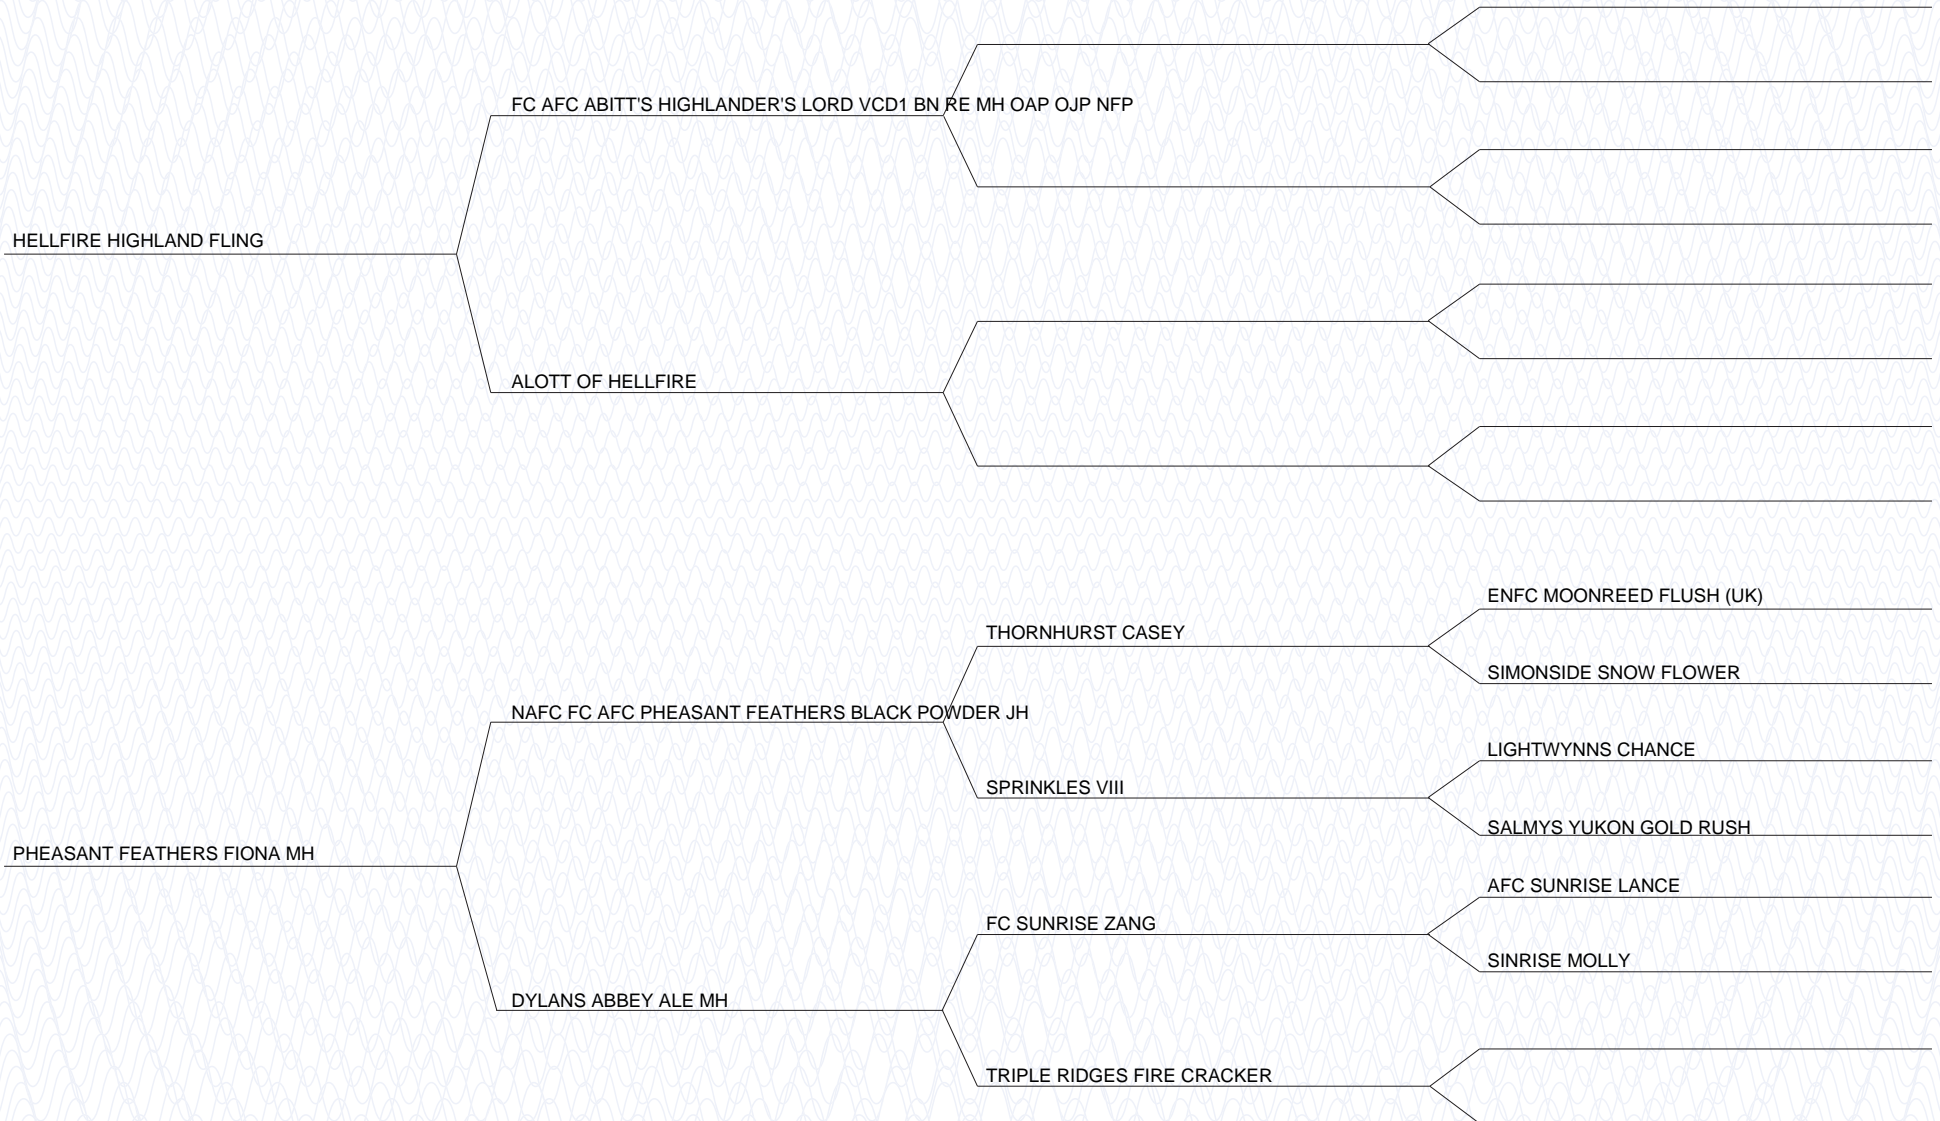 FC AFC ABITT'S HIGHLANDER'S LORD VCD1 BN RE MH OAP OJP NFP
HELLFIRE HIGHLAND FLING
ALOTT OF HELLFIRE
ENFC MOONREED FLUSH (UK)
THORNHURST CASEY
SIMONSIDE SNOW FLOWER
NAFC FC AFC PHEASANT FEATHERS BLACK POWDER JH
LIGHTWYNNS CHANCE
SPRINKLES VIII
SALMYS YUKON GOLD RUSH
PHEASANT FEATHERS FIONA MH
AFC SUNRISE LANCE
FC SUNRISE ZANG
SINRISE MOLLY
DYLANS ABBEY ALE MH
TRIPLE RIDGES FIRE CRACKER